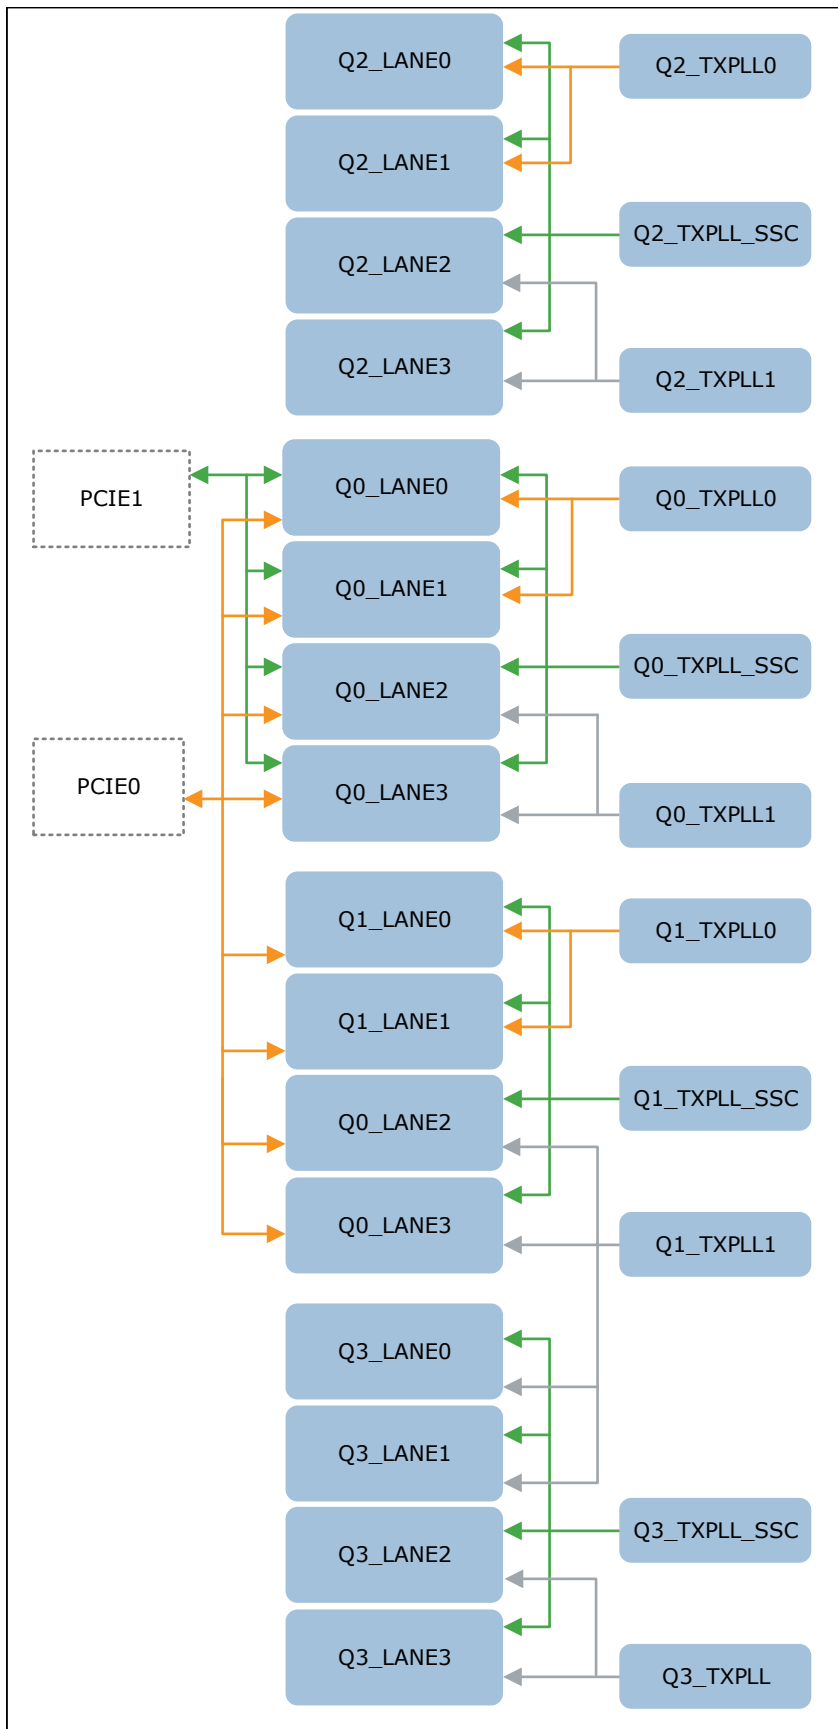 Q2_LANE0
Q2_TXPLL0
Q2_LANE1
Q2_TXPLL_SSC
Q2_LANE2
Q2_LANE3
Q2_TXPLL1
PCIE1
Q0_LANE0
Q0_TXPLL0
Q0_LANE1
Q0_TXPLL_SSC
Q0_LANE2
PCIE0
Q0_LANE3
Q0_TXPLL1
Q1_LANE0
Q1_TXPLL0
Q1_LANE1
Q1_TXPLL_SSC
Q0_LANE2
Q0_LANE3
Q1_TXPLL1
Q3_LANE0
Q3_LANE1
Q3_TXPLL_SSC
Q3_LANE2
Q3_LANE3
Q3_TXPLL